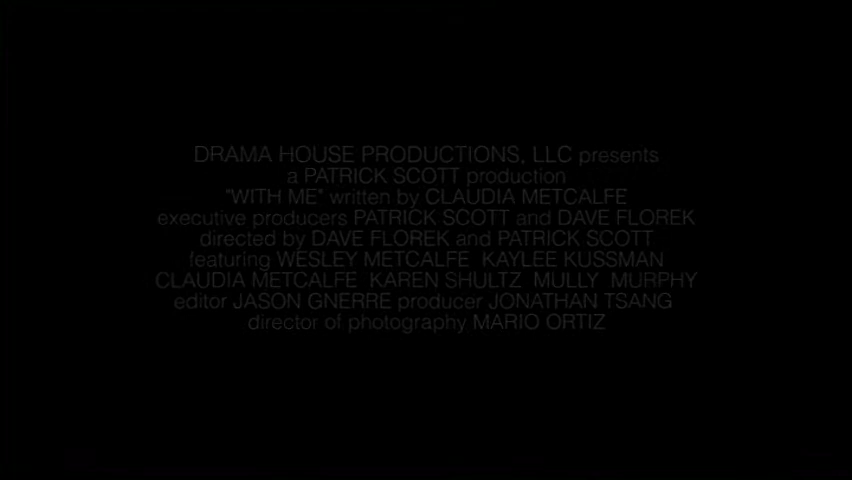 DRAMA HOUSE PRODUCTIONS, LLC presents
a PATRICK SCOTT production
"WITH ME" written by CLAUDIA METCALFE
executive producers PATRICK SCOTT and DAVE FLOREK
directed by DAVE FLOREK and PATRICK SCOTT
featuring WESLEY METCALFE KAYLEE KUSSMAN
CLAUDIA METCALFE KAREN SHULTZ MULLY MURPHY
editor JASON GNERRE producer JONATHAN TSANG
director of photography MARIO ORTIZ